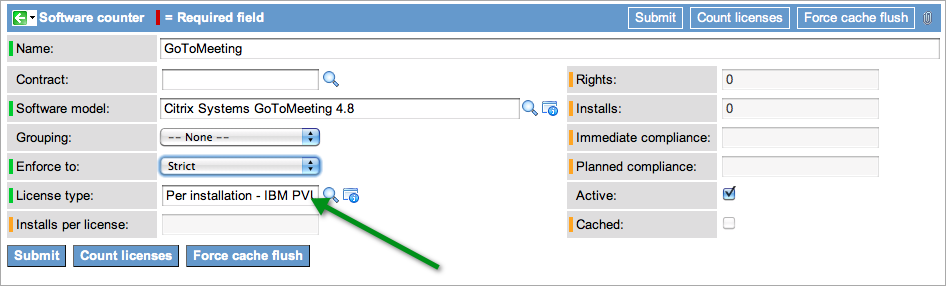 Software counter = Required field Submit Count licenses Force cache flush
Name: GoToMeeting
Contract: Rights: 0
Software model: Citrix Systems GoToMeeting 4.8 Installs: 0
Grouping: -- None -- Immediate compliance:
Enforce to: Strict Planned compliance:
License type: Per installation - IBM PVU Active:
Installs per license: Cached:
Submit Count licenses Force cache flush